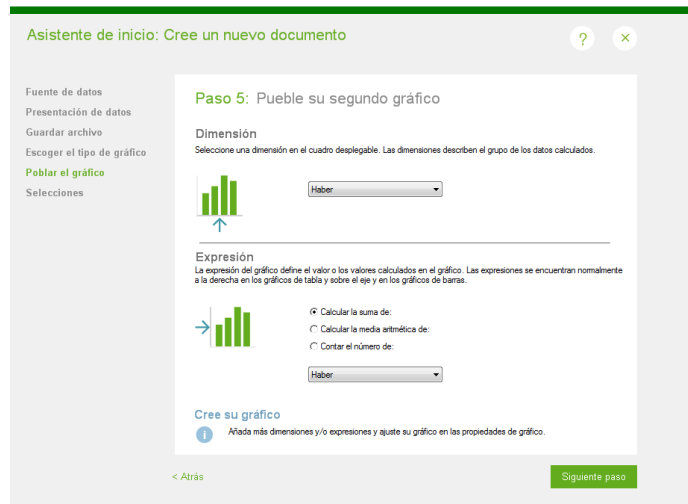 Asistente de inicio: Cree un nuevo documento
?
×
Fuente de datos
Presentación de datos
Guardar archivo
Escoger el tipo de gráfico
Poblar el gráfico
Selecciones
Paso 5: Pueble su segundo gráfico
Dimensión
Seleccione una dimensión en el cuadro desplegable. Las dimensiones describen el grupo de los datos calculados.
Haber
Expresión
La expresión del gráfico define el valor o los valores calculados en el gráfico. Las expresiones se encuentran normalmente
a la derecha en los gráficos de tabla y sobre el eje y en los gráficos de barras.
Calcular la suma de:
Calcular la media aritmética de:
Contar el número de:
Haber
Cree su gráfico
i
Añada más dimensiones y/o expresiones y ajuste su gráfico en las propiedades de gráfico.
< Atrás
Siguiente paso